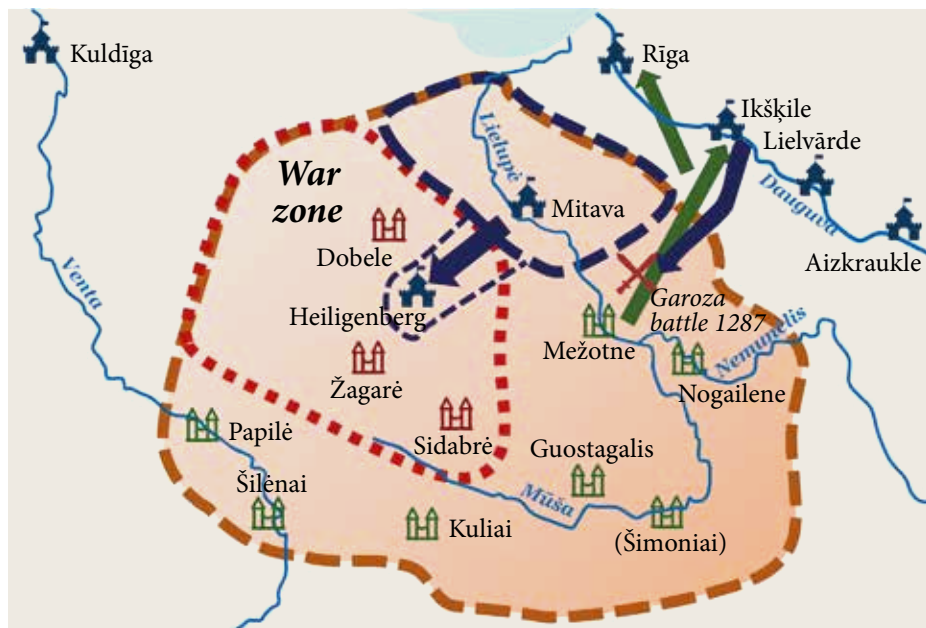 Kuldīga
Rīga
Ikšķile
Lielvārde
Dauguva
Aizkraukle
Lielupė
War
zone
Mitava
Dobele
Heiligenberg
Garoza
battle 1287
Venta
Mežotne
Nemunėlis
Nogailene
Žagarė
Papilė
Sidabrė
Guostagalis
Šilėnai
Mūša
Kuliai
(Šimoniai)